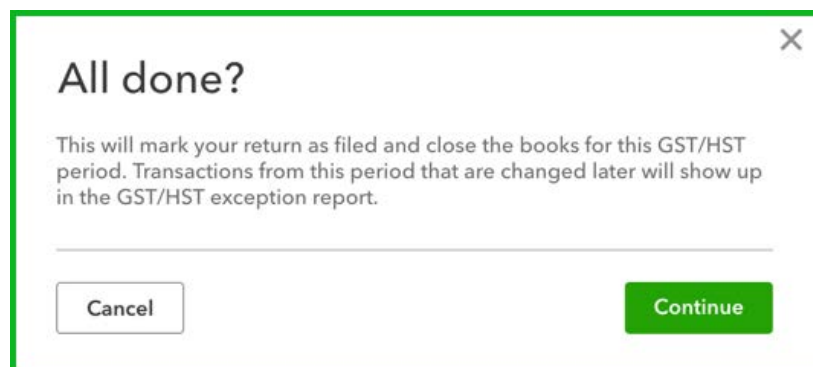 All done?
This will mark your return as filed and close the books for this GST/HST
period. Transactions from this period that are changed later will show up
in the GST/HST exception report.
Cancel
Continue